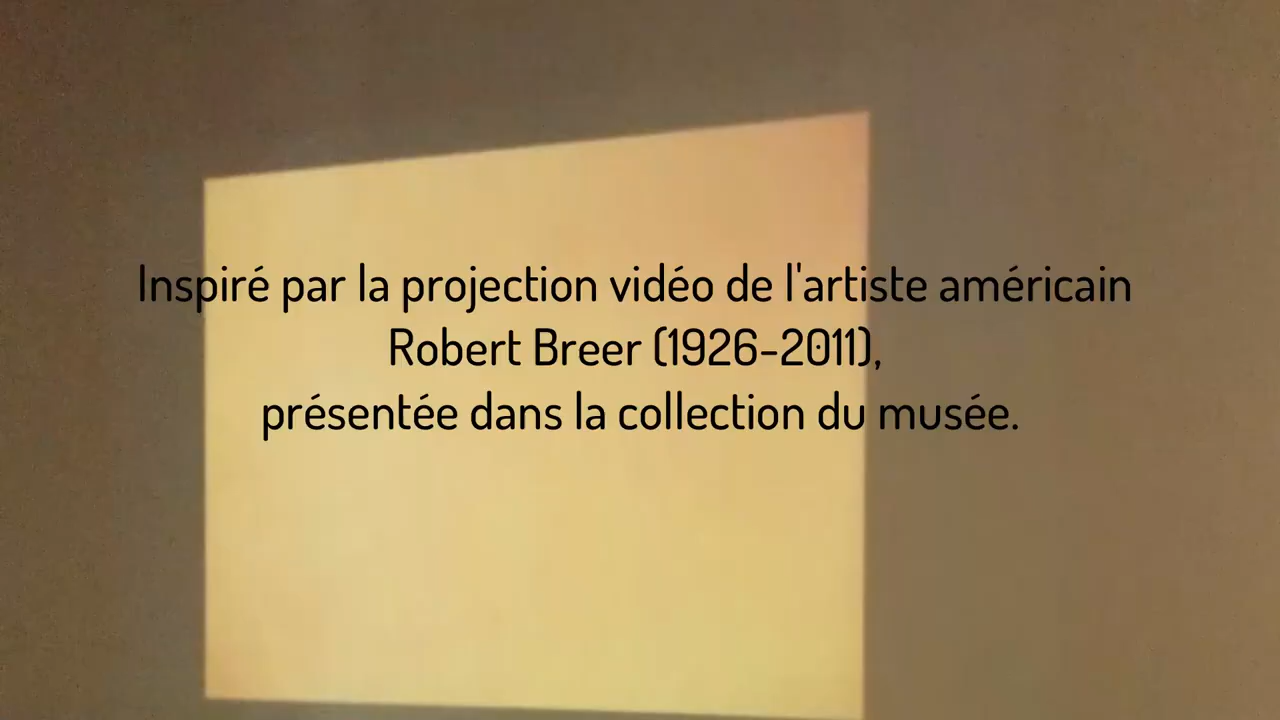 Inspiré par la projection vidéo de l'artiste américain
Robert Breer (1926-2011),
présentée dans la collection du musée.